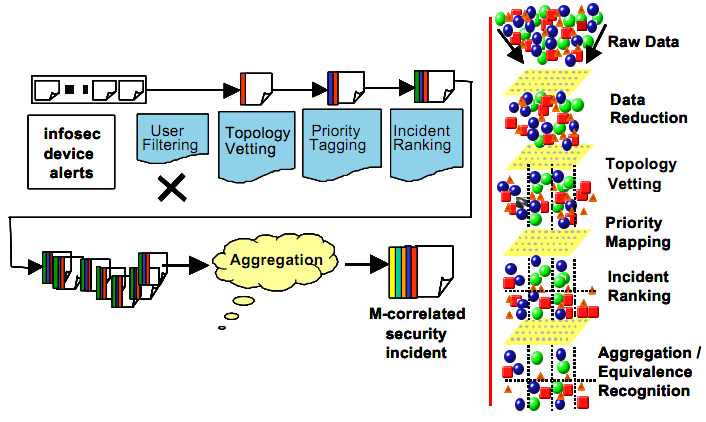 infosec
device
alerts
User
Filtering
Topology
Vetting
Priority
Tagging
Incident
Ranking
Aggregation
M-correlated
security
incident
Raw Data
Data
Reduction
Topology
Vetting
Priority
Mapping
Incident
Ranking
Aggregation /
Equivalence
Recognition